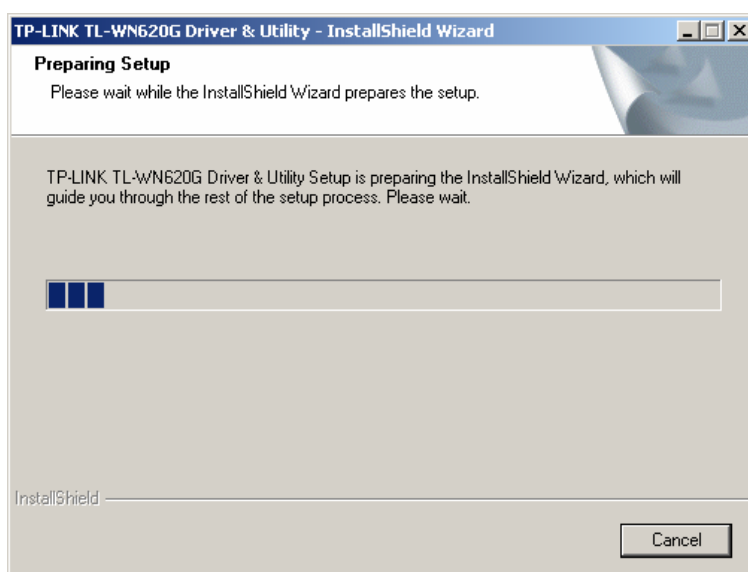 TP-LINK TL-WN620G Driver & Utility - InstallShield Wizard
Preparing Setup
Please wait while the InstallShield Wizard prepares the setup.
TP-LINK TL-WN620G Driver & Utility Setup is preparing the InstallShield Wizard, which will
guide you through the rest of the setup process. Please wait.
InstallShield
Cancel